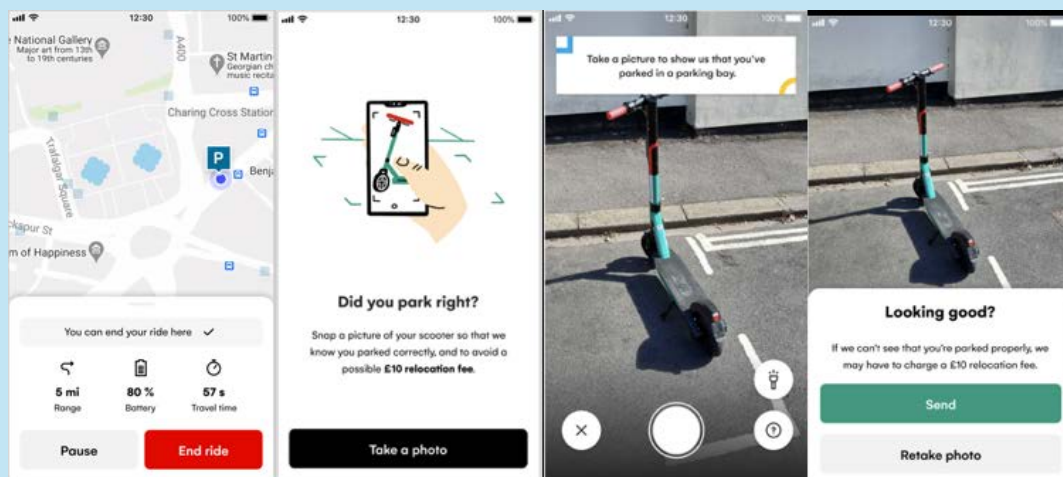 12:30
100%
National Gallery
Major art from 13th
to 19th centuries
A400
St Martin
Georgian ch
music recita
Charing Cross Station
P
Benj
Trafalgar Square
ckspur St
m of Happiness
You can end your ride here
5 mi
80 %
57 s
Range
Battery
Travel time
Pause
End ride
12:30
100%
Did you park right?
Snap a picture of your scooter so that we
know you parked correctly, and to avoid a
possible £10 relocation fee.
Take a photo
12:30
100%
Take a picture to show us that you've
parked in a parking bay.
12:30
100%
Looking good?
If we can't see that you're parked properly, we
may have to charge a £10 relocation fee.
Send
Retake photo